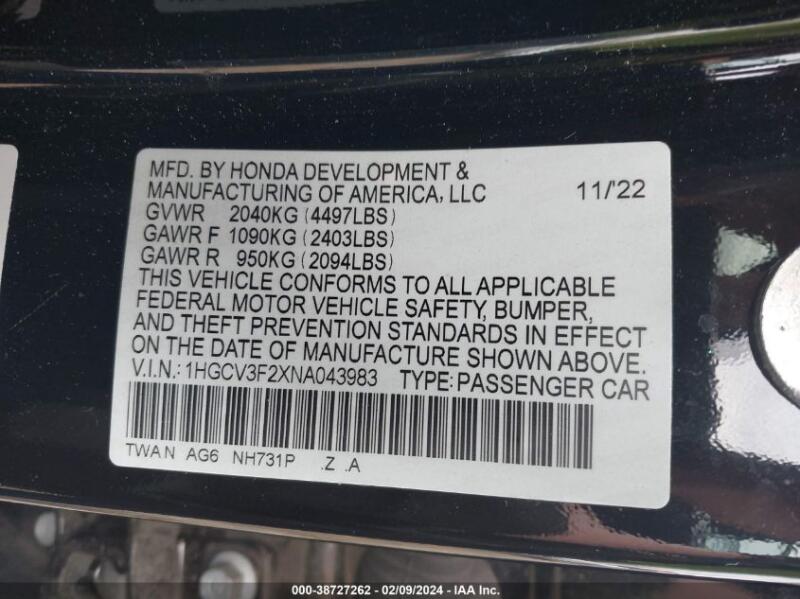 MFD. BY HONDA DEVELOPMENT &
MANUFACTURING OF AMERICA, LLC 11/'22
GVWR 2040KG (4497LBS)
GAWR F 1090KG (2403LBS)
GAWR R 950KG (2094LBS)
THIS VEHICLE CONFORMS TO ALL APPLICABLE
FEDERAL MOTOR VEHICLE SAFETY, BUMPER,
AND THEFT PREVENTION STANDARDS IN EFFECT
ON THE DATE OF MANUFACTURE SHOWN ABOVE.
V.I.N.: 1HGCV3F2XNA043983 TYPE: PASSENGER CAR
TWA N AG6 NH731P .Z .A
000-38727262 - 02/09/2024 - IAA Inc.